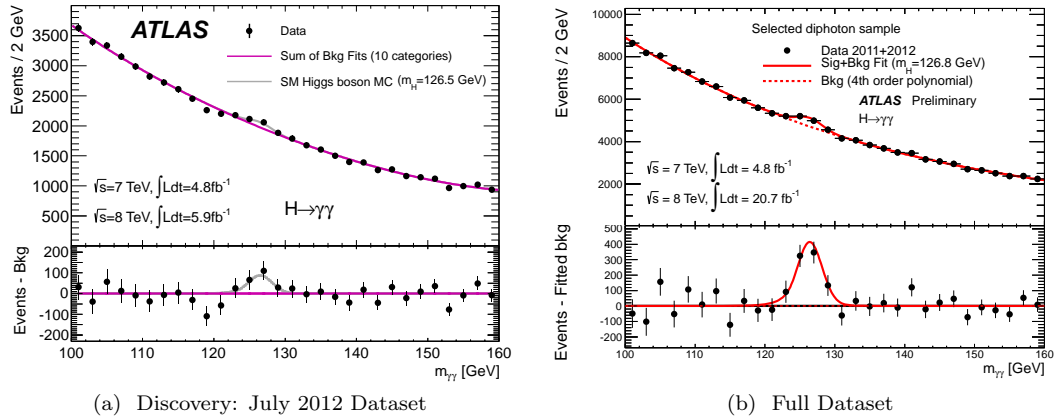 Events / 2 GeV
3500
3000
2500
2000
1500
1000
500
ATLAS
Data
Sum of Bkg Fits (10 categories)
SM Higgs boson MC (mH=126.5 GeV)
√s=7 TeV, ∫Ldt=4.8fb-1
√s=8 TeV, ∫Ldt=5.9fb-1
H→γγ
Events - Bkg
200
100
0
-100
-200
100 110 120 130 140 150 160
mγγ [GeV]
(a) Discovery: July 2012 Dataset
Events / 2 GeV
10000
8000
6000
4000
2000
Selected diphoton sample
Data 2011+2012
Sig+Bkg Fit (mH=126.8 GeV)
Bkg (4th order polynomial)
ATLAS Preliminary
H→γγ
√s = 7 TeV, ∫Ldt = 4.8 fb-1
√s = 8 TeV, ∫Ldt = 20.7 fb-1
Events - Fitted bkg
500
400
300
200
100
0
-100
-200
100 110 120 130 140 150 160
mγγ [GeV]
(b) Full Dataset